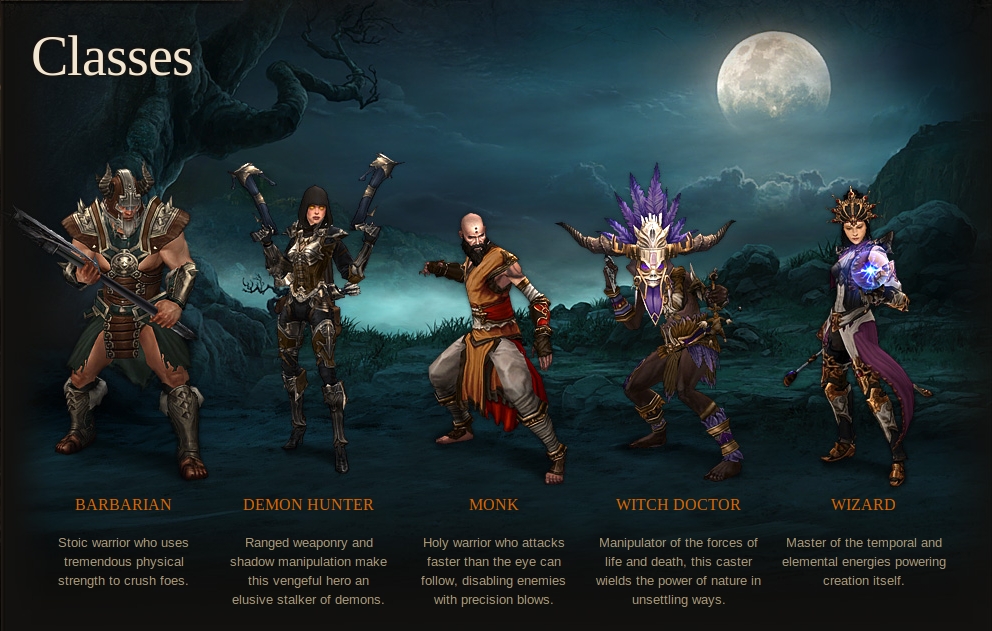 Classes
BARBARIAN
Stoic warrior who uses
tremendous physical
strength to crush foes.
DEMON HUNTER
Ranged weaponry and
shadow manipulation make
this vengeful hero an
elusive stalker of demons.
MONK
Holy warrior who attacks
faster than the eye can
follow, disabling enemies
with precision blows.
WITCH DOCTOR
Manipulator of the forces of
life and death, this caster
wields the power of nature in
unsettling ways.
WIZARD
Master of the temporal and
elemental energies powering
creation itself.